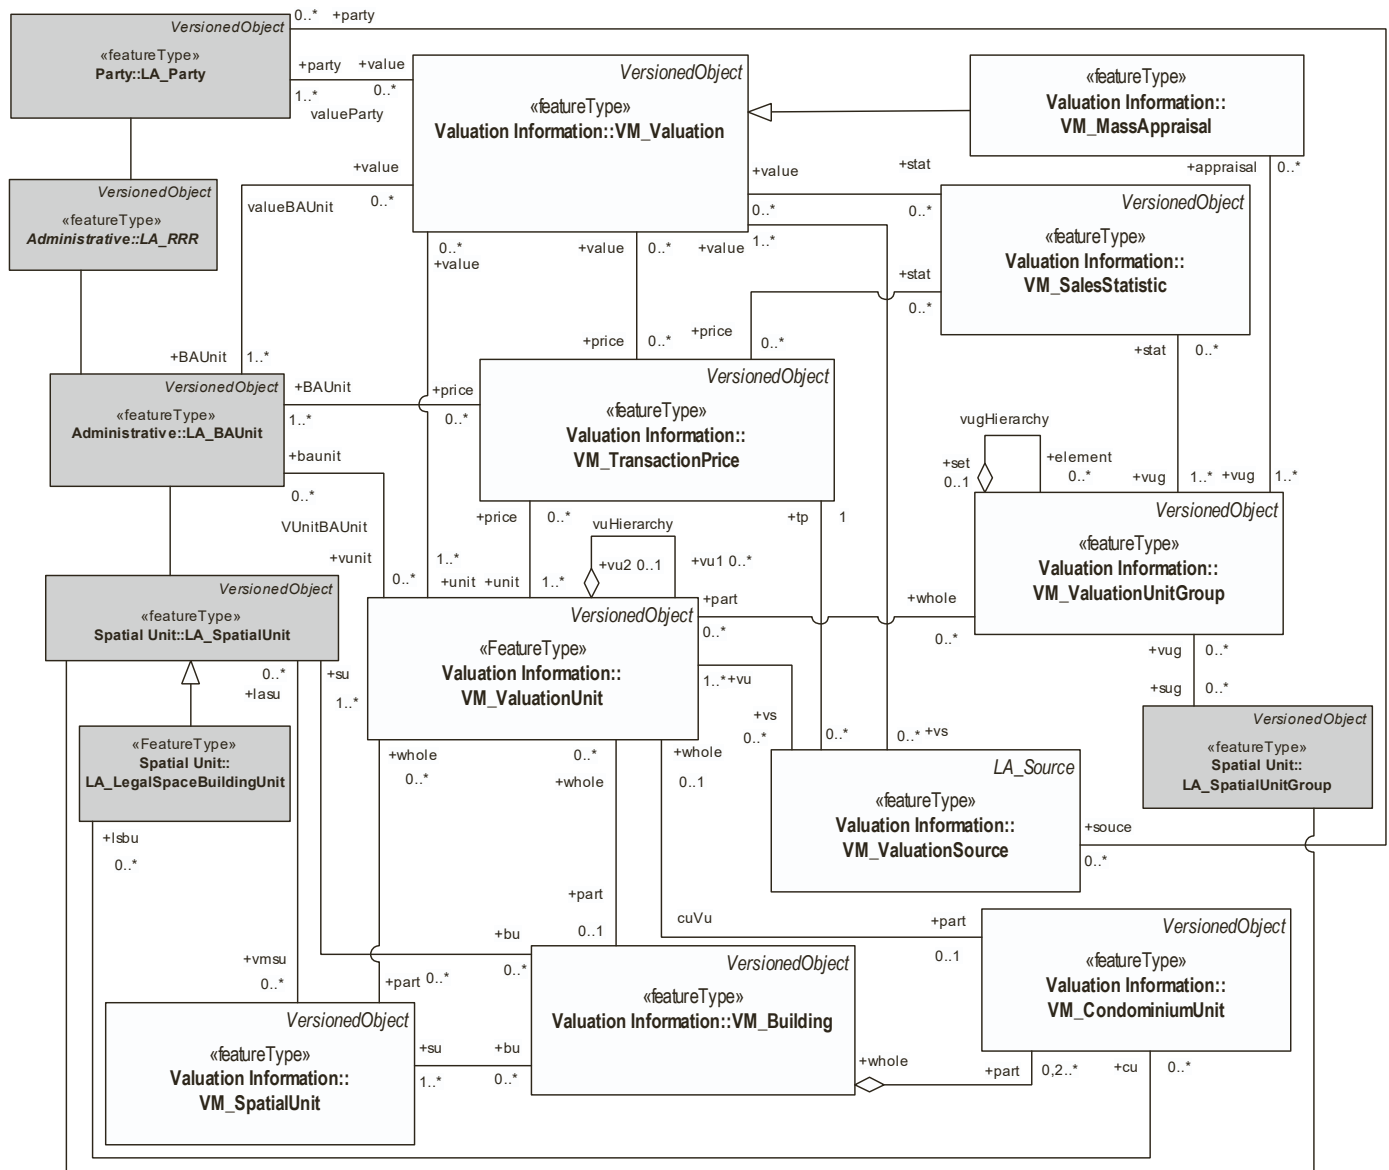 0..* +party
VersionedObject
«featureType»
Party::LA_Party
+party +value
1..* 0..*
valueParty
VersionedObject
«featureType»
Valuation Information::VM_Valuation
«featureType»
Valuation Information::
VM_MassAppraisal
+appraisal 0..*
VersionedObject
«featureType»
Administrative::LA_RRR
+value
valueBAUnit 0..*
+value
0..*
+stat
0..*
VersionedObject
«featureType»
Valuation Information::
VM_SalesStatistic
0..*
+value
+value 0..* +value 1..*
+stat
0..*
+price 0..* +price 0..*
+stat 0..*
+BAUnit 1..*
VersionedObject
«featureType»
Administrative::LA_BAUnit
+BAUnit
1..*
+price
0..*
VersionedObject
«featureType»
Valuation Information::
VM_TransactionPrice
+baunit
0..*
VUnitBAUnit
+vunit
0..*
vugHierarchy
+set
0..1
+element
0..*
+vug 1..* +vug 1..*
VersionedObject
«featureType»
Valuation Information::
VM_ValuationUnitGroup
+price 0..*
+tp 1
vuHierarchy
+vu2 0..1 +vu1 0..*
1..*
+unit +unit 1..*
VersionedObject
«featureType»
Spatial Unit::LA_SpatialUnit
VersionedObject
«FeatureType»
Valuation Information::
VM_ValuationUnit
+part
0..*
+whole
0..*
1..* +vu
+vs
0..*
0..*
0..* +vs
+vug 0..*
+sug 0..*
0..*
+lasu
+su
1..*
«FeatureType»
Spatial Unit::
LA_LegalSpaceBuildingUnit
VersionedObject
«featureType»
Spatial Unit::
LA_SpatialUnitGroup
+whole
0..*
0..*
+whole
+whole
0..1
LA_Source
«featureType»
Valuation Information::
VM_ValuationSource
+souce
0..*
+lsbu
0..*
+part
0..1
cuVu
+part
0..1
+vmsu
0..*
+part 0..*
+bu
0..*
VersionedObject
«featureType»
Valuation Information::VM_Building
VersionedObject
«featureType»
Valuation Information::
VM_CondominiumUnit
VersionedObject
«featureType»
Valuation Information::
VM_SpatialUnit
+su
1..*
+bu
0..*
+whole
+part 0,2..*
+cu 0..*